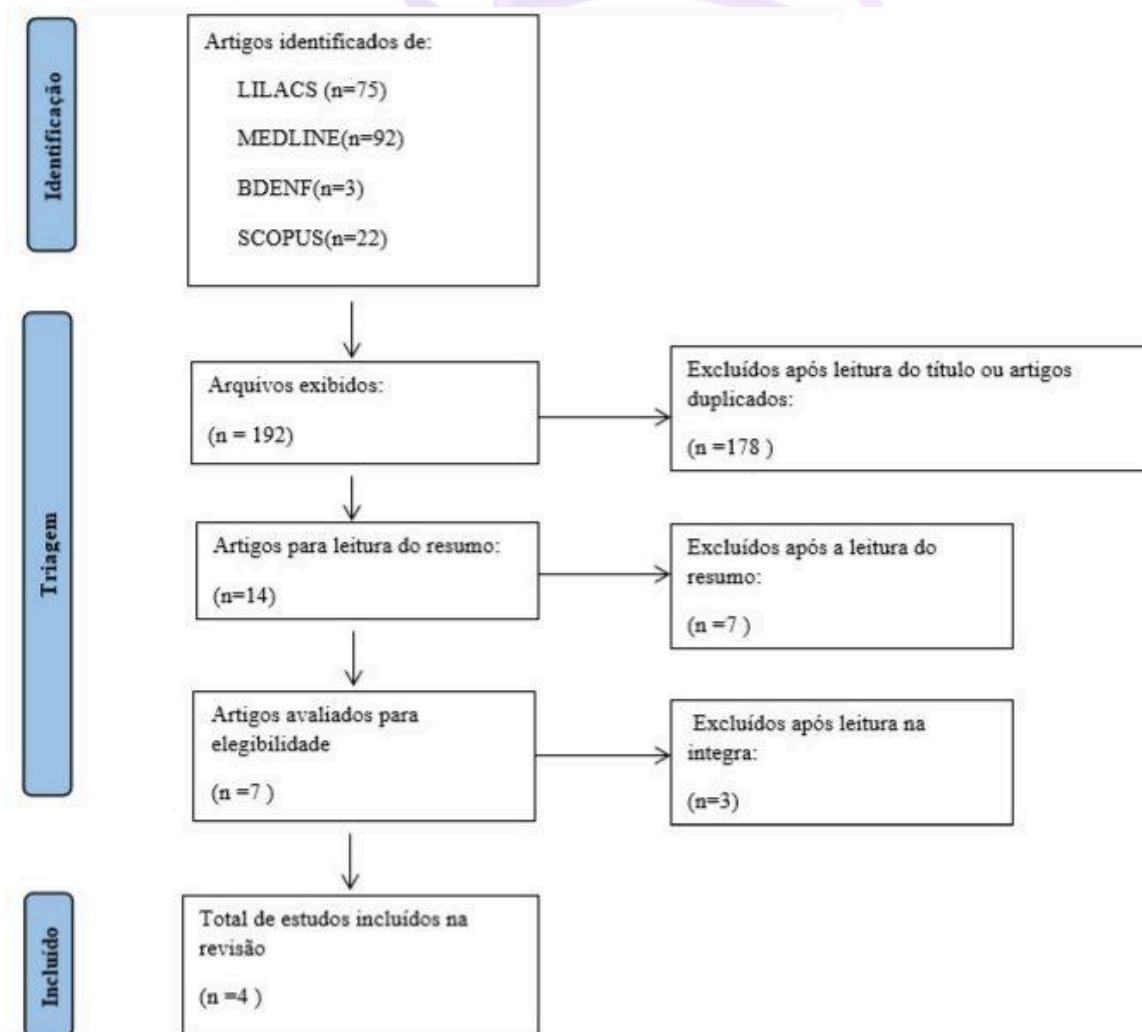 Identificação
Artigos identificados de:
LILACS (n=75)
MEDLINE(n=92)
BDENF(n=3)
SCOPUS(n=22)
Triagem
Arquivos exibidos:
(n = 192)
Excluídos após leitura do título ou artigos
duplicados:
(n =178 )
Artigos para leitura do resumo:
(n=14)
Excluídos após a leitura do
resumo:
(n =7 )
Artigos avaliados para
elegibilidade
(n =7 )
Excluídos após leitura na
integra:
(n=3)
Incluído
Total de estudos incluídos na
revisão
(n =4 )